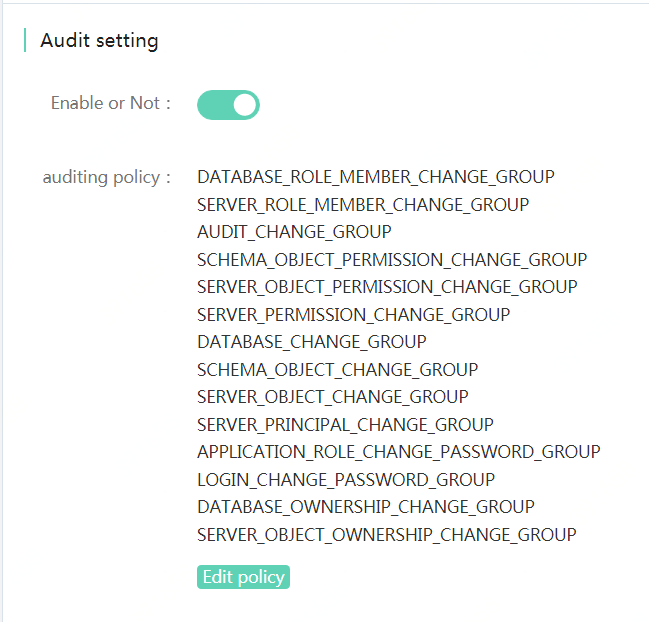 Audit setting
Enable or Not :
auditing policy : DATABASE_ROLE_MEMBER_CHANGE_GROUP
SERVER_ROLE_MEMBER_CHANGE_GROUP
AUDIT_CHANGE_GROUP
SCHEMA_OBJECT_PERMISSION_CHANGE_GROUP
SERVER_OBJECT_PERMISSION_CHANGE_GROUP
SERVER_PERMISSION_CHANGE_GROUP
DATABASE_CHANGE_GROUP
SCHEMA_OBJECT_CHANGE_GROUP
SERVER_OBJECT_CHANGE_GROUP
SERVER_PRINCIPAL_CHANGE_GROUP
APPLICATION_ROLE_CHANGE_PASSWORD_GROUP
LOGIN_CHANGE_PASSWORD_GROUP
DATABASE_OWNERSHIP_CHANGE_GROUP
SERVER_OBJECT_OWNERSHIP_CHANGE_GROUP
Edit policy